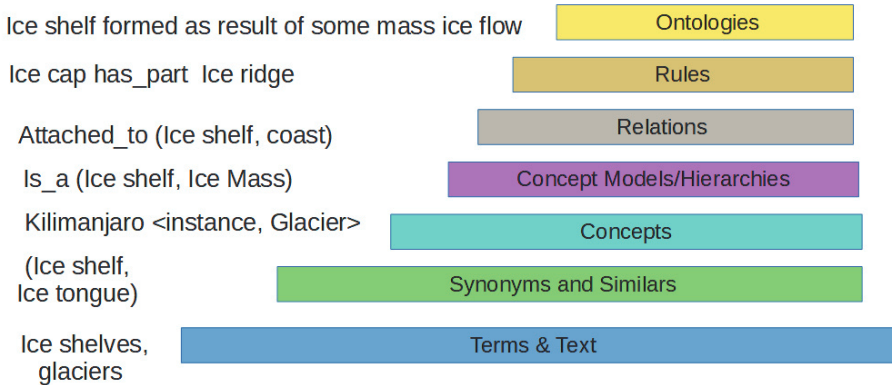 Ice shelf formed as result of some mass ice flow
Ontologies
Ice cap has_part Ice ridge
Rules
Attached_to (Ice shelf, coast)
Relations
Is_a (Ice shelf, Ice Mass)
Concept Models/Hierarchies
Kilimanjaro <instance, Glacier>
Concepts
(Ice shelf,
Ice tongue)
Synonyms and Similars
Ice shelves,
glaciers
Terms & Text